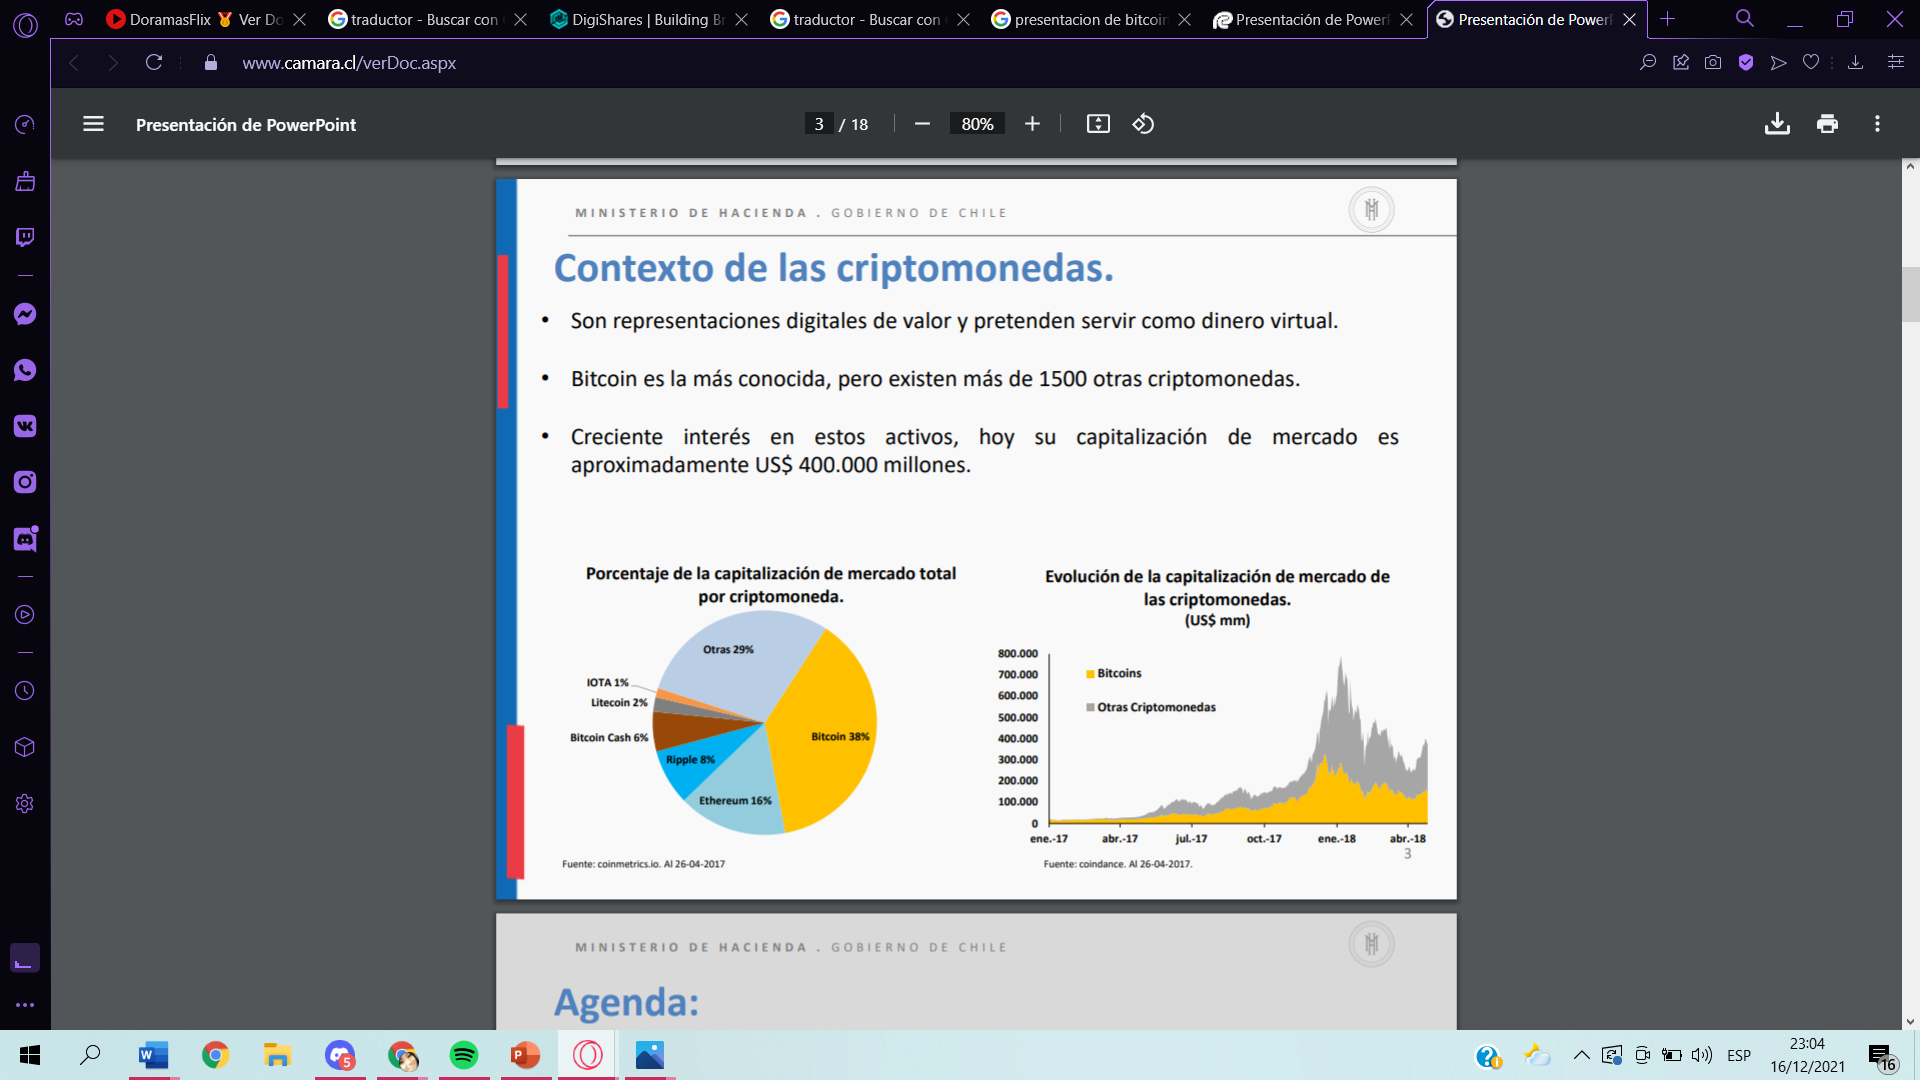 DoramasFlix 🏅 Ver Do
traductor - Buscar con
DigiShares | Building Br
traductor - Buscar con
presentacion de bitcoin
Presentación de PowerP
Presentación de PowerP
www.camara.cl/verDoc.aspx
Presentación de PowerPoint
3 / 18
80%
MINISTERIO DE HACIENDA . GOBIERNO DE CHILE
Contexto de las criptomonedas.
• Son representaciones digitales de valor y pretenden servir como dinero virtual.
• Bitcoin es la más conocida, pero existen más de 1500 otras criptomonedas.
• Creciente interés en estos activos, hoy su capitalización de mercado es
aproximadamente US$ 400.000 millones.
Porcentaje de la capitalización de mercado total
por criptomoneda.
Otras 29%
IOTA 1%
Litecoin 2%
Bitcoin Cash 6%
Bitcoin 38%
Ripple 8%
Ethereum 16%
Fuente: coinmetrics.io. Al 26-04-2017
Evolución de la capitalización de mercado de
las criptomonedas.
(US$ mm)
800.000
700.000
600.000
500.000
400.000
300.000
200.000
100.000
0
Bitcoins
Otras Criptomonedas
ene.-17 abr.-17 jul.-17 oct.-17 ene.-18 abr.-18
Fuente: coindance. Al 26-04-2017.
3
MINISTERIO DE HACIENDA . GOBIERNO DE CHILE
Agenda:
5
ESP
23:04
16/12/2021
16